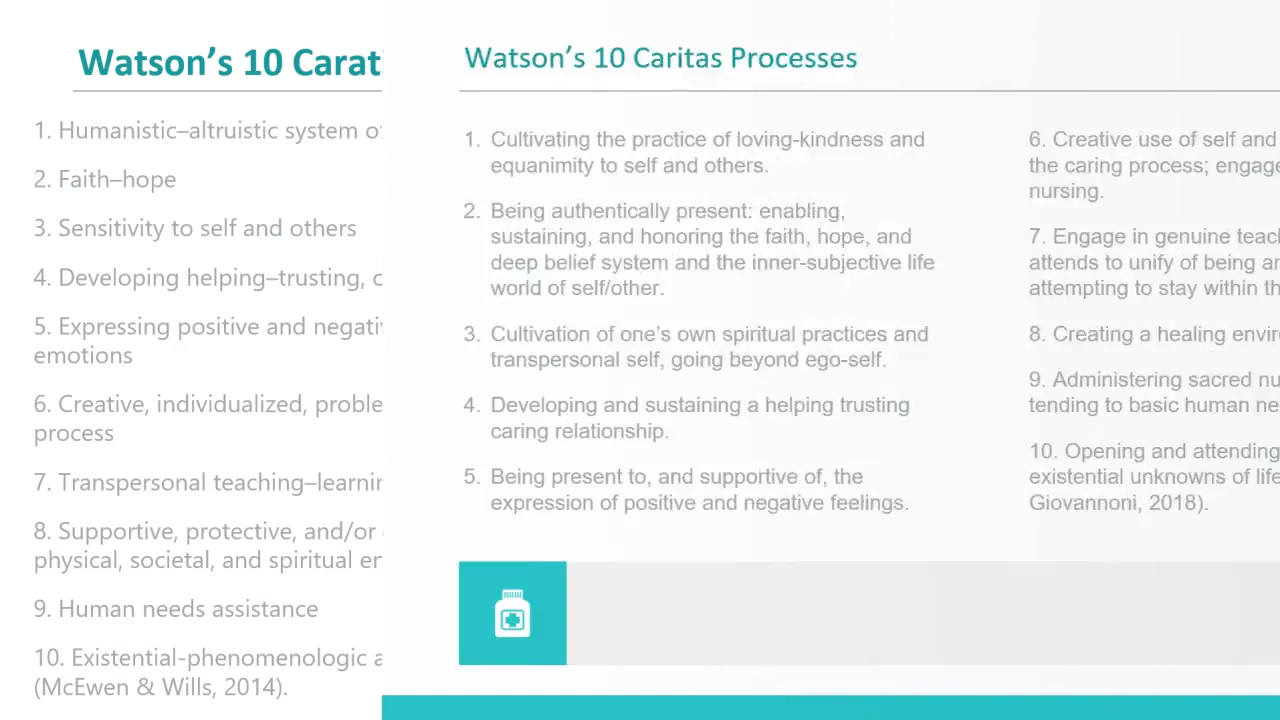 Watson’s 10 Carati
1. Humanistic–altruistic system of
2. Faith–hope
3. Sensitivity to self and others
4. Developing helping–trusting,
5. Expressing positive and negativ
emotions
6. Creative, individualized, proble
process
7. Transpersonal teaching–learnin
8. Supportive, protective, and/or
physical, societal, and spiritual en
9. Human needs assistance
10. Existential-phenomenologic a
(McEwen & Wills, 2014).
Watson’s 10 Caritas Processes
1. Cultivating the practice of loving-kindness and
equanimity to self and others.
2. Being authentically present: enabling,
sustaining, and honoring the faith, hope, and
deep belief system and the inner-subjective life
world of self/other.
3. Cultivation of one’s own spiritual practices and
transpersonal self, going beyond ego-self.
4. Developing and sustaining a helping trusting
caring relationship.
5. Being present to, and supportive of, the
expression of positive and negative feelings.
6. Creative use of self and
the caring process; engage
nursing.
7. Engage in genuine teach
attends to unify of being an
attempting to stay within th
8. Creating a healing envir
9. Administering sacred nu
tending to basic human ne
10. Opening and attending
existential unknowns of life
Giovannoni, 2018).